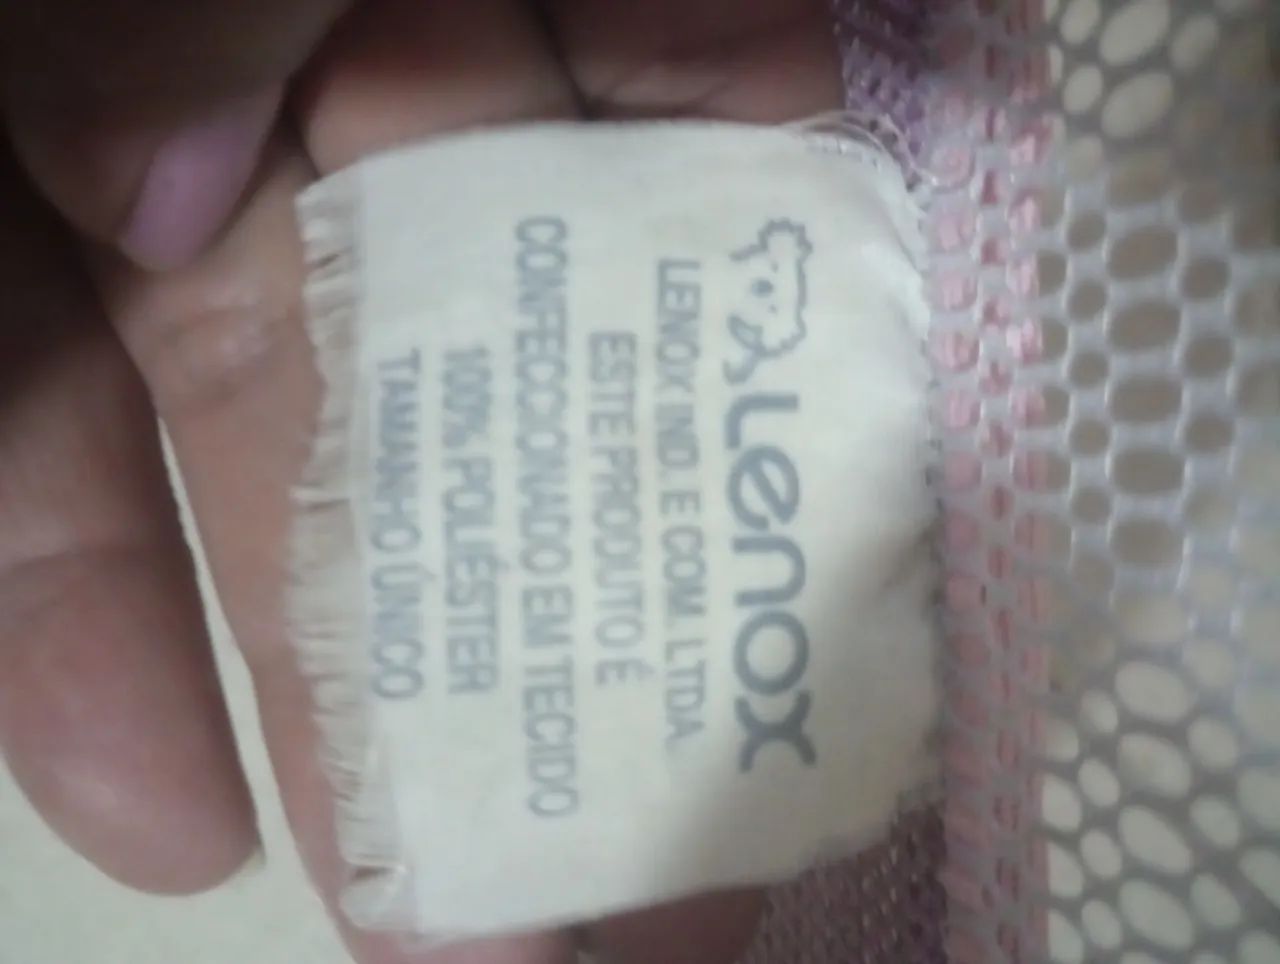 Lenox
LENOX IND. E COM. LTDA.
ESTE PRODUTO É
CONFECCIONADO EM TECIDO
100% POLIÉSTER
TAMANHO ÚNICO